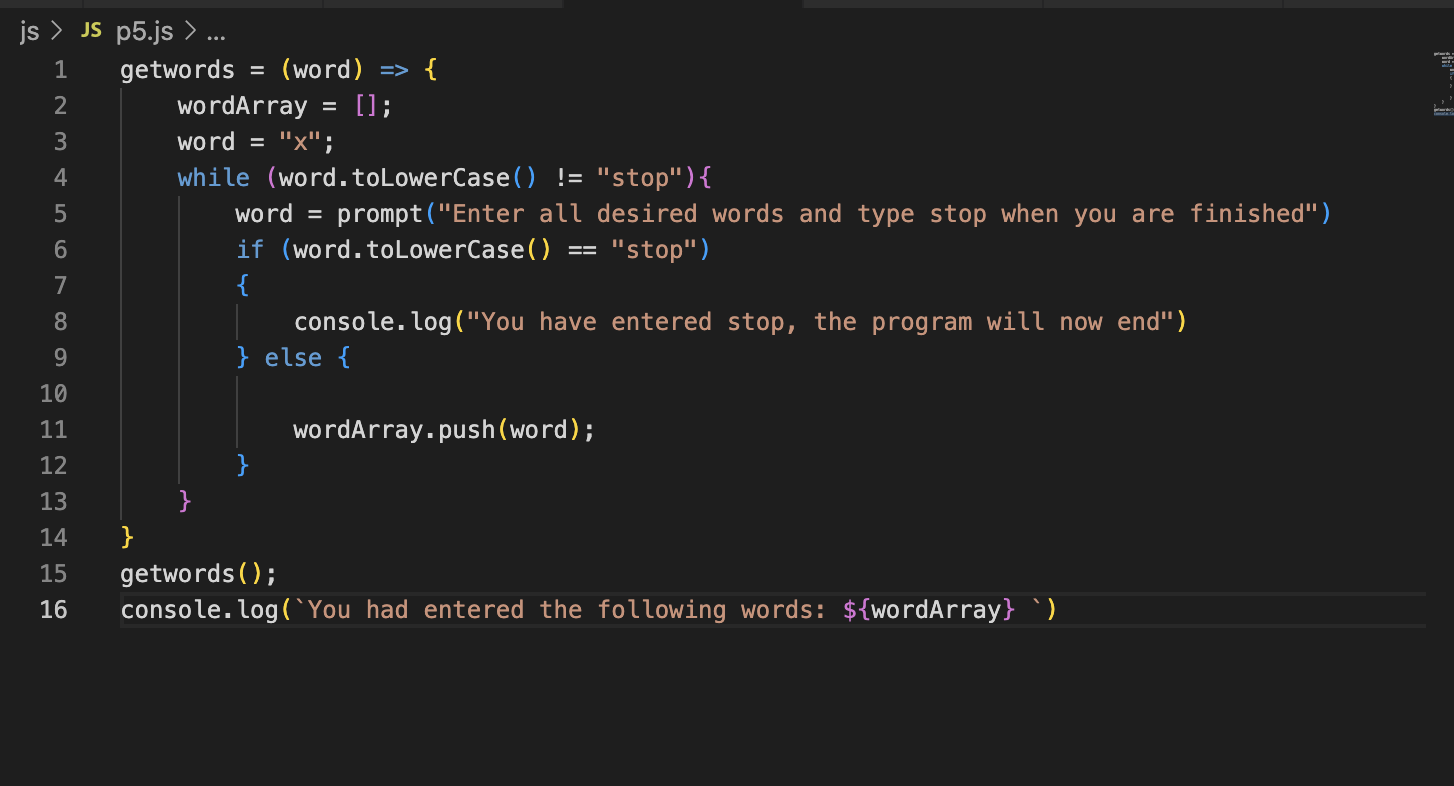 js > JS p5.js > ...
1 getwords = (word) => {
2     wordArray = [];
3     word = "x";
4     while (word.toLowerCase() != "stop"){
5         word = prompt("Enter all desired words and type stop when you are finished")
6         if (word.toLowerCase() == "stop")
7         {
8             console.log("You have entered stop, the program will now end")
9         } else {
10
11             wordArray.push(word);
12         }
13     }
14 }
15 getwords();
16 console.log(`You had entered the following words: ${wordArray} `)